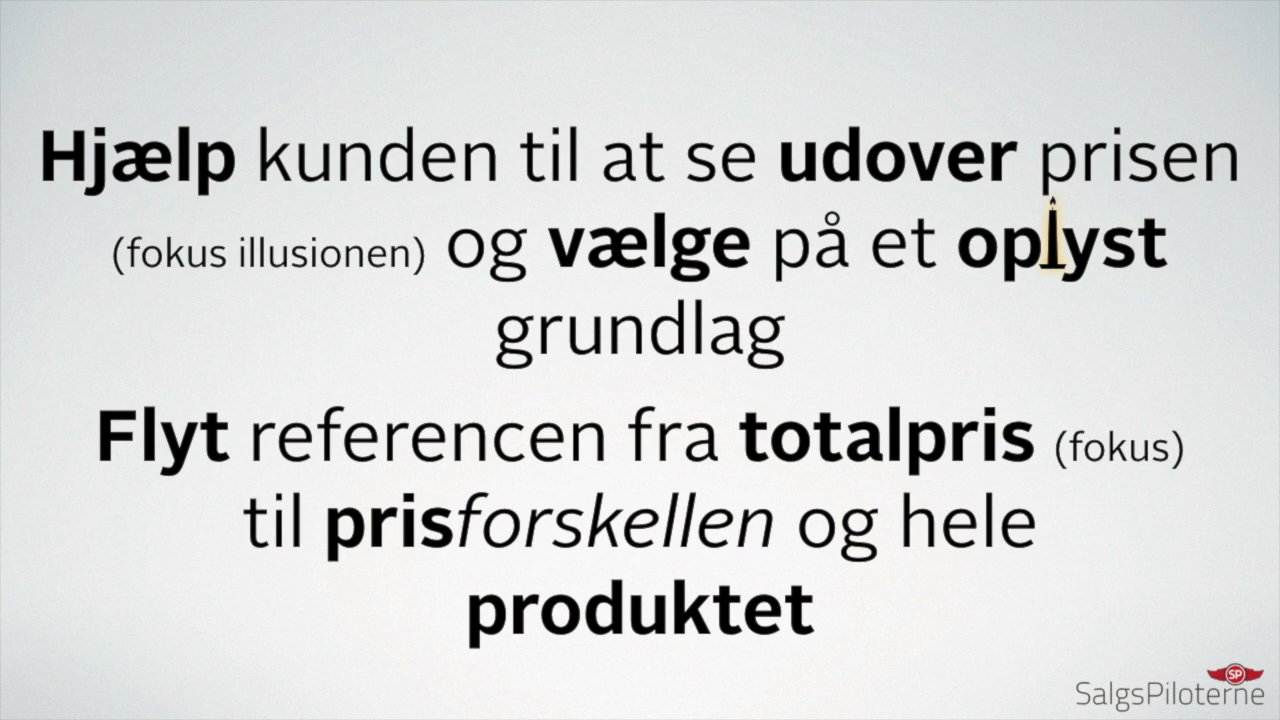 Hjælp kunden til at se udover prisen
(fokus illusionen) og vælge på et oplyst
grundlag
Flyt referencen fra totalpris (fokus)
til prisforskellen og hele
produktet
SP
SalgsPiloterne